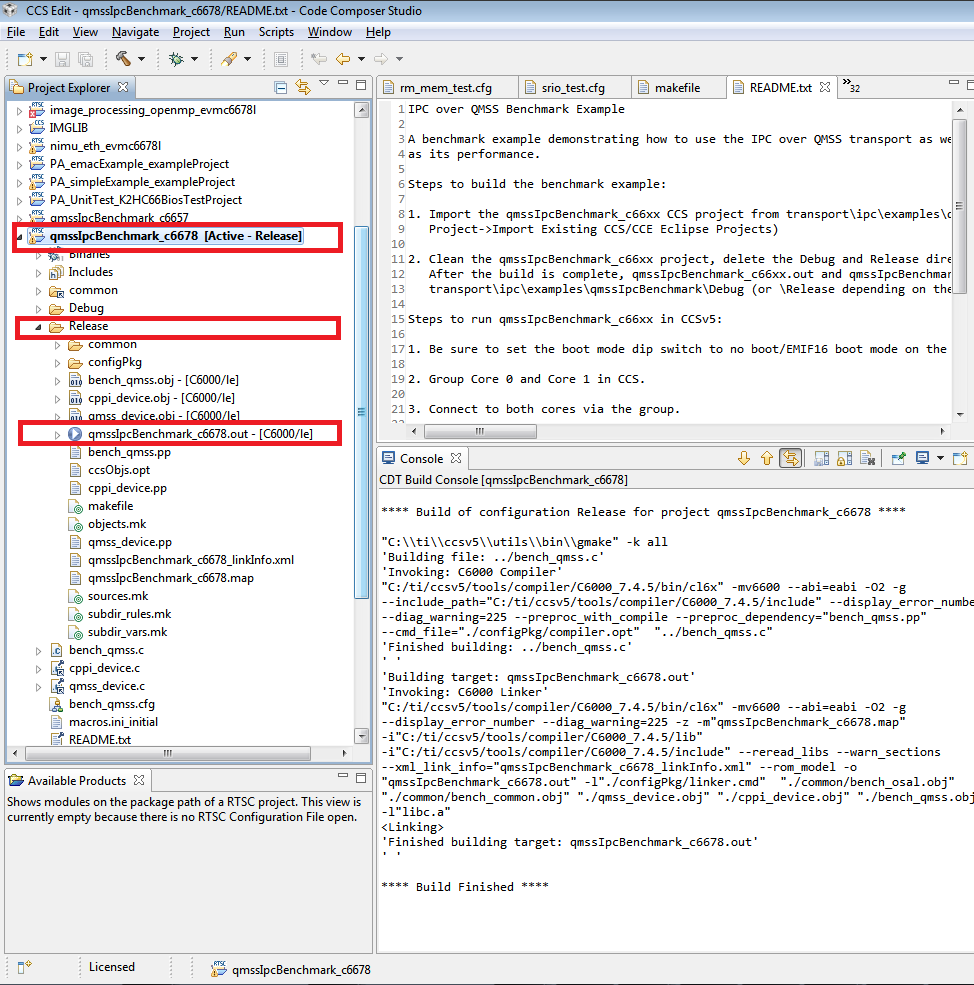 CCS Edit - qmssIpcBenchmark_c6678/README.txt - Code Composer Studio
File Edit View Navigate Project Run Scripts Window Help
Project Explorer
image_processing_openmp_evmc6678l
IMGLIB
nimu_eth_evmc6678l
PA_emacExample_exampleProject
PA_simpleExample_exampleProject
PA_UnitTest_K2HC66BiosTestProject
qmssIpcBenchmark_c6657
qmssIpcBenchmark_c6678 [Active - Release]
Binaries
Includes
common
Debug
Release
common
configPkg
bench_qmss.obj - [C6000/le]
cppi_device.obj - [C6000/le]
qmss_device.obj - [C6000/le]
qmssIpcBenchmark_c6678.out - [C6000/le]
bench_qmss.pp
ccsObjs.opt
cppi_device.pp
makefile
objects.mk
qmss_device.pp
qmssIpcBenchmark_c6678_linkInfo.xml
qmssIpcBenchmark_c6678.map
sources.mk
subdir_rules.mk
subdir_vars.mk
bench_qmss.c
cppi_device.c
qmss_device.c
bench_qmss.cfg
macros.ini_initial
README.txt
Available Products
Shows modules on the package path of a RTSC project. This view is
currently empty because there is no RTSC Configuration File open.
rm_mem_test.cfg srio_test.cfg makefile README.txt »32
1 IPC over QMSS Benchmark Example
2
3 A benchmark example demonstrating how to use the IPC over QMSS transport as we
4 as its performance.
5
6 Steps to build the benchmark example:
7
8 1. Import the qmssIpcBenchmark_c66xx CCS project from transport\ipc\examples\
9 Project->Import Existing CCS/CCE Eclipse Projects)
10
11 2. Clean the qmssIpcBenchmark_c66xx project, delete the Debug and Release dire
12 After the build is complete, qmssIpcBenchmark_c66xx.out and qmssIpcBenchmar
13 transport\ipc\examples\qmssIpcBenchmark\Debug (or \Release depending on the
14
15 Steps to run qmssIpcBenchmark_c66xx in CCSv5:
16
17 1. Be sure to set the boot mode dip switch to no boot/EMIF16 boot mode on the
18
19 2. Group Core 0 and Core 1 in CCS.
20
21 3. Connect to both cores via the group.
Console
CDT Build Console [qmssIpcBenchmark_c6678]
**** Build of configuration Release for project qmssIpcBenchmark_c6678 ****
"C:\\ti\\ccsv5\\utils\\bin\\gmake" -k all
'Building file: ../bench_qmss.c'
'Invoking: C6000 Compiler'
"C:/ti/ccsv5/tools/compiler/C6000_7.4.5/bin/cl6x" -mv6600 --abi=eabi -O2 -g
--include_path="C:/ti/ccsv5/tools/compiler/C6000_7.4.5/include" --display_error_numbe
--diag_warning=225 --preproc_with_compile --preproc_dependency="bench_qmss.pp"
--cmd_file="./configPkg/compiler.opt" "../bench_qmss.c"
'Finished building: ../bench_qmss.c'
' '
'Building target: qmssIpcBenchmark_c6678.out'
'Invoking: C6000 Linker'
"C:/ti/ccsv5/tools/compiler/C6000_7.4.5/bin/cl6x" -mv6600 --abi=eabi -O2 -g
--display_error_number --diag_warning=225 -z -m"qmssIpcBenchmark_c6678.map"
-i"C:/ti/ccsv5/tools/compiler/C6000_7.4.5/lib"
-i"C:/ti/ccsv5/tools/compiler/C6000_7.4.5/include" --reread_libs --warn_sections
--xml_link_info="qmssIpcBenchmark_c6678_linkInfo.xml" --rom_model -o
"qmssIpcBenchmark_c6678.out" -l"./configPkg/linker.cmd" "./common/bench_osal.obj"
"./common/bench_common.obj" "./qmss_device.obj" "./cppi_device.obj" "./bench_qmss.obj
-l"libc.a"
<Linking>
'Finished building target: qmssIpcBenchmark_c6678.out'
' '
**** Build Finished ****
Licensed
qmssIpcBenchmark_c6678